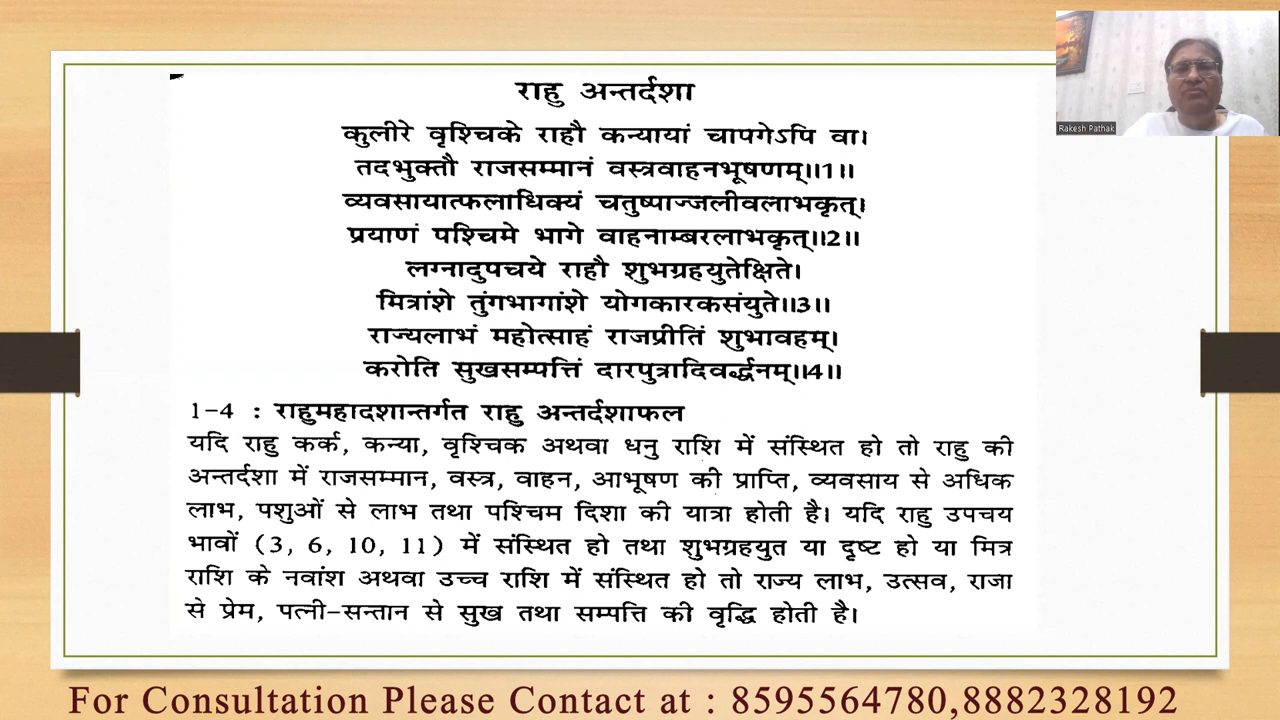 राहु अन्तर्दशा
कुलीरे वृश्चिके राहौ कन्यायां चापगेऽपि वा।
तदभुक्तौ राजसम्मानं वस्त्रवाहनभूषणम्।।1।।
व्यवसायात्फलाधिक्यं चतुष्पाज्जलीवलाभकृत्।
प्रयाणं पश्चिमे भागे वाहनाम्बरलाभकृत्।।2।।
लग्नादुपचये राहौ शुभग्रहयुतेक्षिते।
मित्रांशे तुंगभागांशे योगकारकसंयुते।।3।।
राज्यलाभं महोत्साहं राजप्रीतिं शुभावहम्।
करोति सुखसम्पत्तिं दारपुत्रादिवर्द्धनम्।।4।।
1-4 : राहुमहादशान्तर्गत राहु अन्तर्दशाफल
यदि राहु कर्क, कन्या, वृश्चिक अथवा धनु राशि में संस्थित हो तो राहु की
अन्तर्दशा में राजसम्मान, वस्त्र, वाहन, आभूषण की प्राप्ति, व्यवसाय से अधिक
लाभ, पशुओं से लाभ तथा पश्चिम दिशा की यात्रा होती है। यदि राहु उपचय
भावों (3, 6, 10, 11) में संस्थित हो तथा शुभग्रहयुत या दृष्ट हो या मित्र
राशि के नवांश अथवा उच्च राशि में संस्थित हो तो राज्य लाभ, उत्सव, राजा
से प्रेम, पत्नी-सन्तान से सुख तथा सम्पत्ति की वृद्धि होती है।
Rakesh Pathak
For Consultation Please Contact at : 8595564780,8882328192